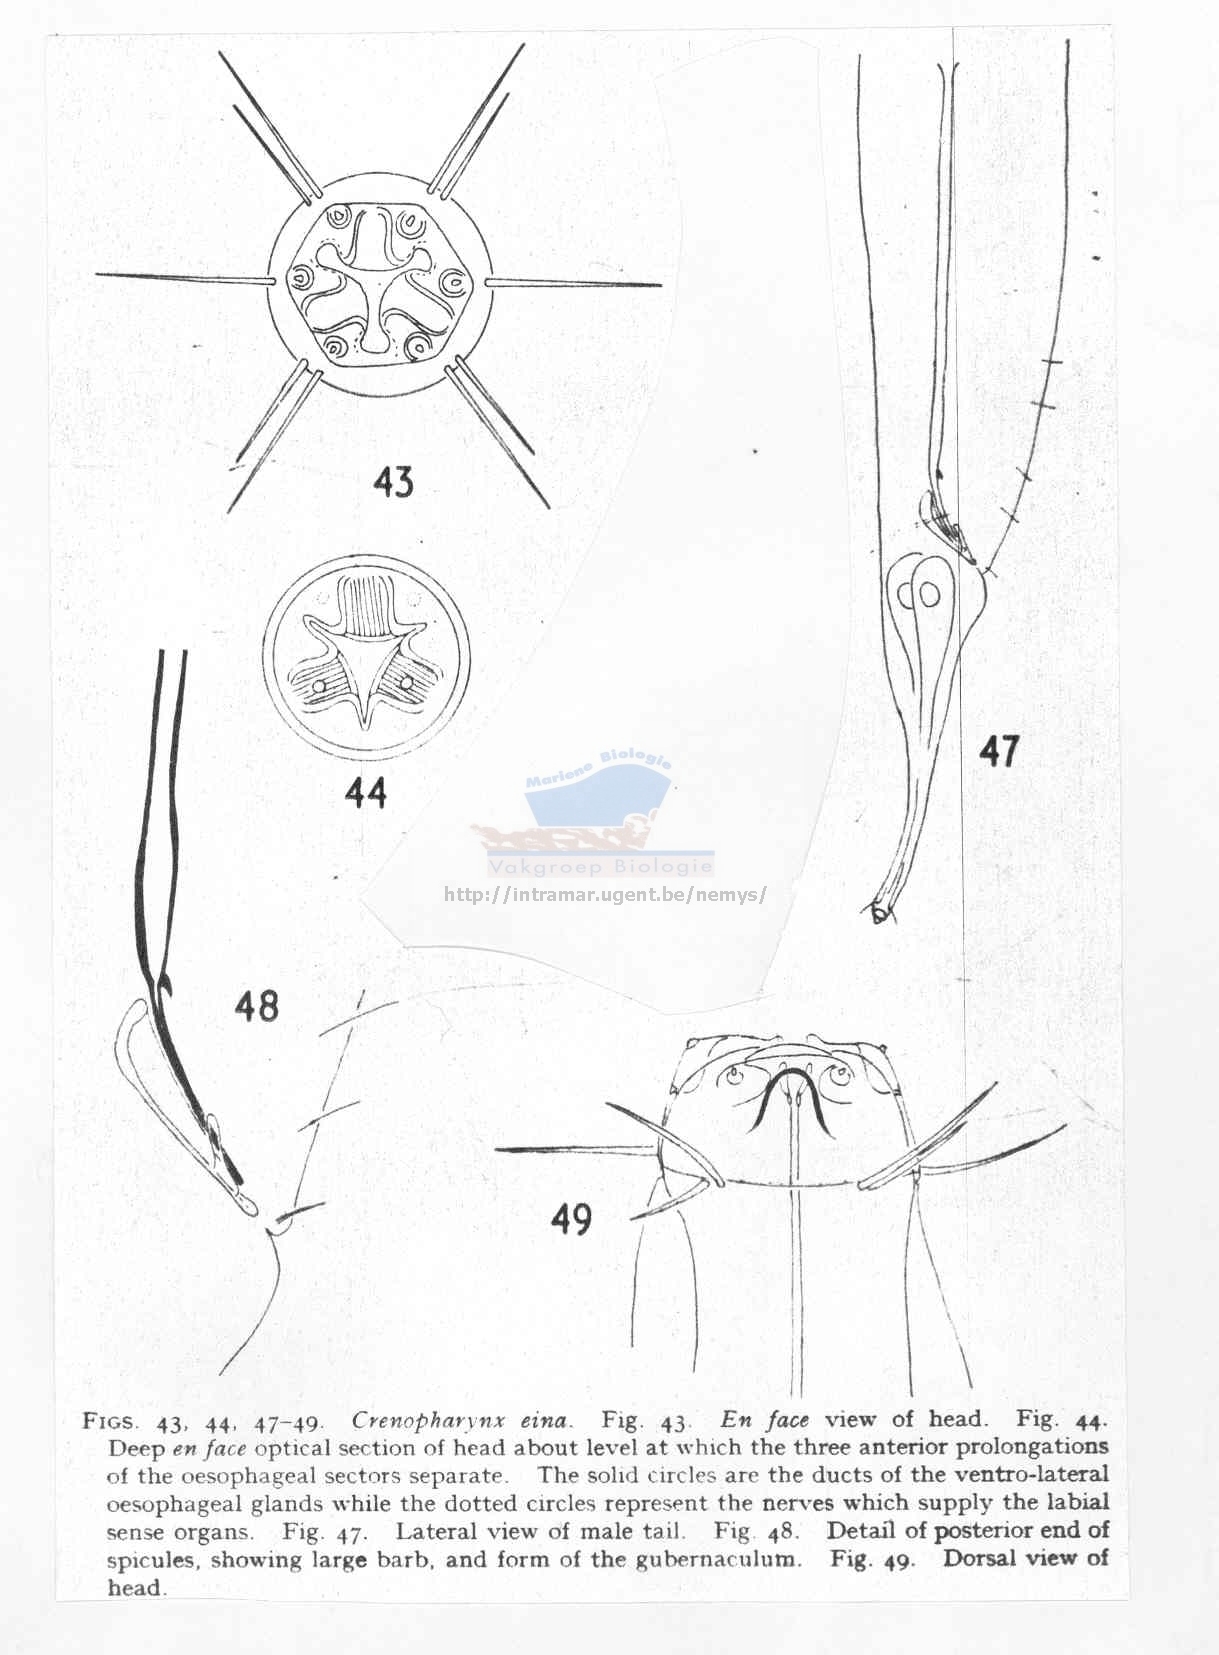 43
44
47
Mariene Biologie
Vakgroep Biologie
http://intramar.ugent.be/nemys/
48
49
FIGS. 43, 44, 47–49. Crenopharynx eina. Fig. 43. En face view of head. Fig. 44.
Deep en face optical section of head about level at which the three anterior prolongations
of the oesophageal sectors separate. The solid circles are the ducts of the ventro-lateral
oesophageal glands while the dotted circles represent the nerves which supply the labial
sense organs. Fig. 47. Lateral view of male tail. Fig. 48. Detail of posterior end of
spicules, showing large barb, and form of the gubernaculum. Fig. 49. Dorsal view of
head.